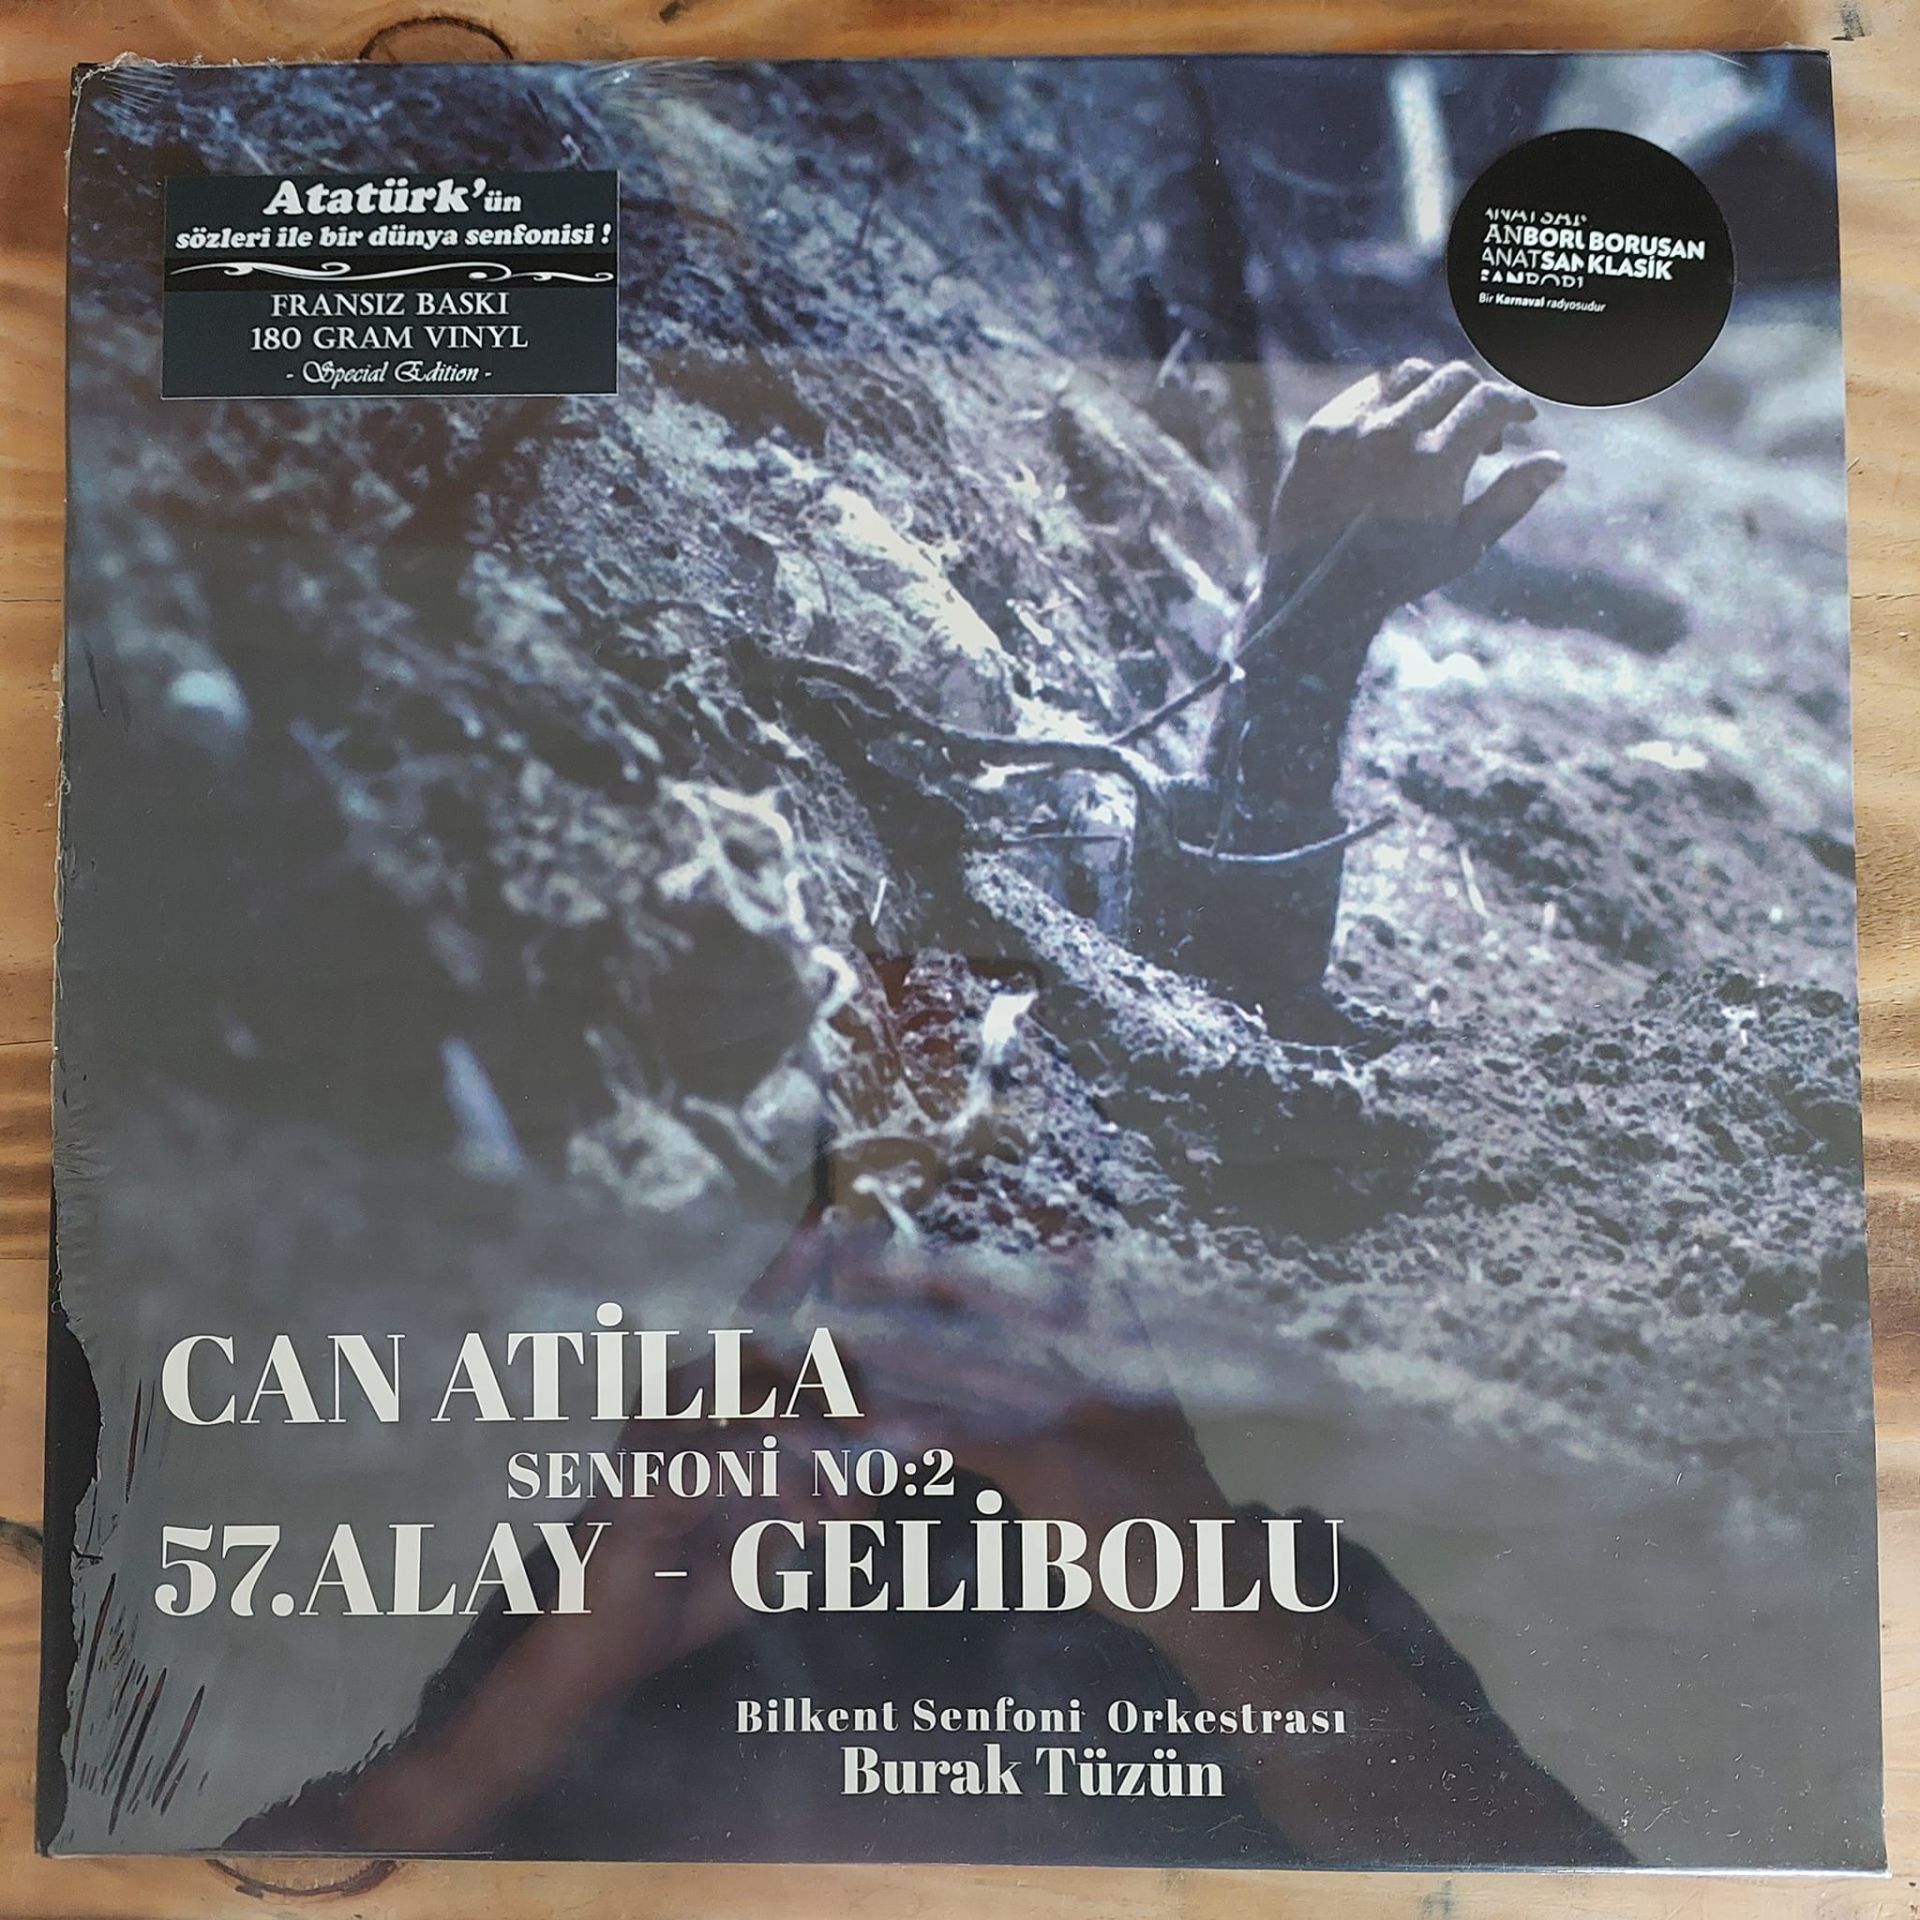 Atatürk'ün
sözleri ile bir dünya senfonisi !
FRANSIZ BASKI
180 GRAM VINYL
- Special Edition -
BORUSAN
KLASİK
Bir Karnaval radyosudur
CAN ATİLLA
SENFONİ NO:2
57.ALAY - GELİBOLU
Bilkent Senfoni Orkestrası
Burak Tüzün